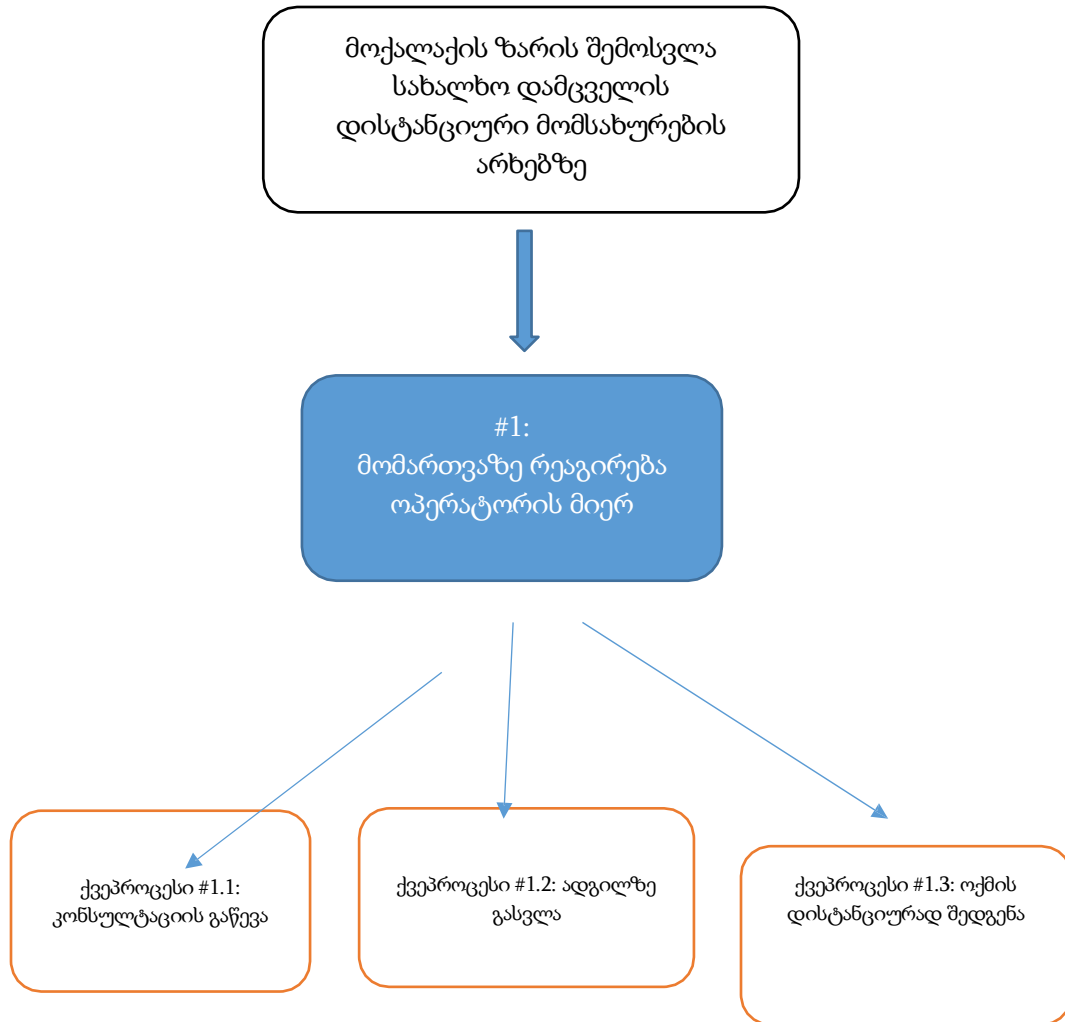 მოქალაქის ზარის შემოსვლა
სახალხო დამცველის
დისტანციური მომსახურების
არხებზე
#1:
მომართვაზე რეაგირება
ოპერატორის მიერ
ქვეპროცესი #1.1:
კონსულტაციის გაწევა
ქვეპროცესი #1.2: ადგილზე
გასვლა
ქვეპროცესი #1.3: ოქმის
დისტანციურად შედგენა